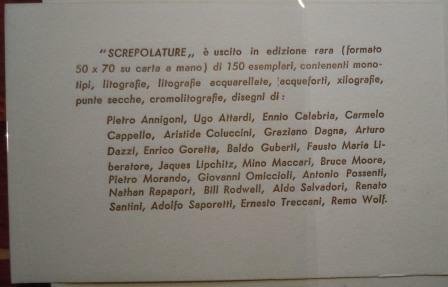 "SCREPOLATURE„ è uscito in edizione rara (formato
50 x 70 su carta a mano) di 150 esemplari, contenenti mono-
tipi, litografie, litografie acquarellate, acqueforti, xilografie,
punte secche, cromolitografie, disegni di:
Pietro Annigoni, Ugo Attardi, Ennio Calabria, Carmelo
Cappello, Aristide Coluccini, Graziano Dagna, Arturo
Dazzi, Enrico Goretta, Baldo Guberti, Fausto Maria Li-
beratore, Jaques Lipchitz, Mino Maccari, Bruce Moore,
Pietro Morando, Giovanni Omiccioli, Antonio Possenti,
Nathan Rapaport, Bill Rodwell, Aldo Salvadori, Renato
Santini, Adolfo Saporetti, Ernesto Treccani, Remo Wolf.